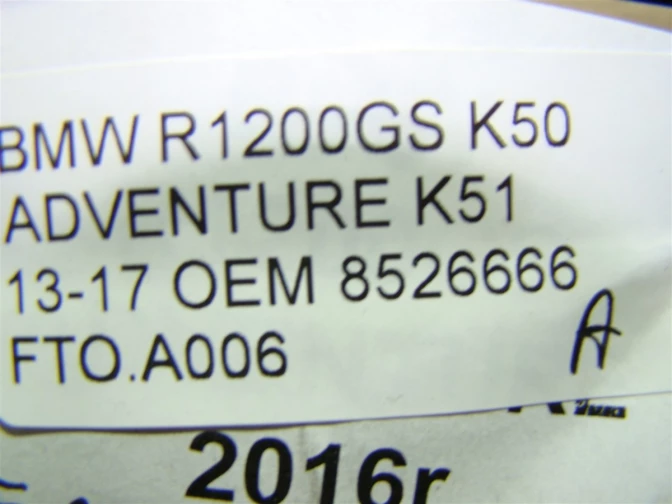 BMW R1200GS K50
ADVENTURE K51
13-17 OEM 8526666
FTO.A006
A
2016r